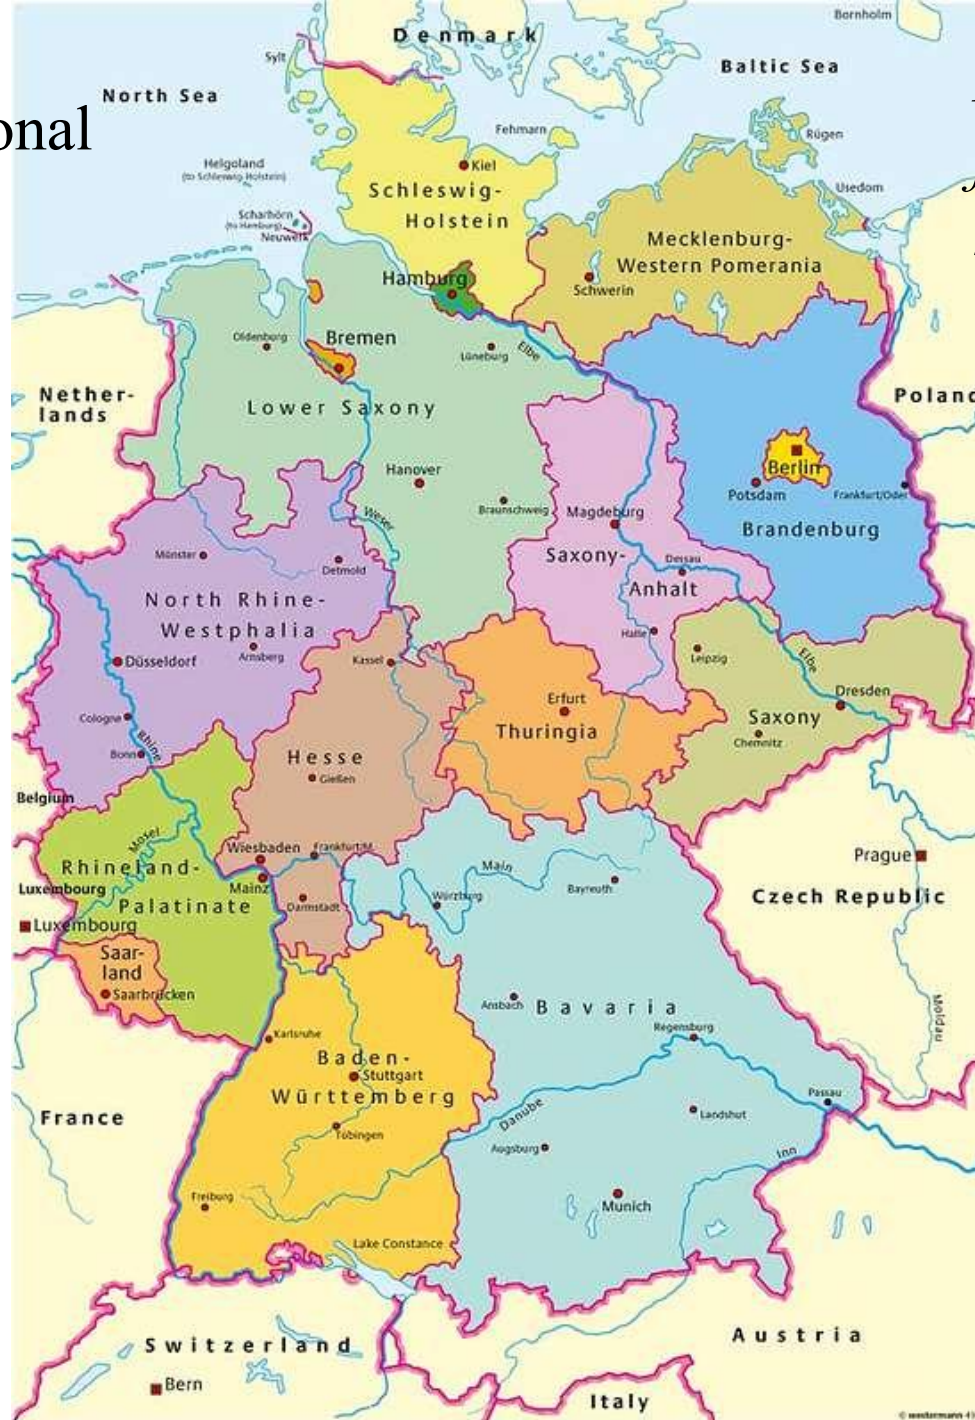 Bornholm
Denmark
Sylt
Baltic Sea
North Sea
onal
Fehmarn
Rügen
Helgoland
(to Schleswig-Holstein)
Kiel
Usedom
Schleswig-
Holstein
Scharhörn
(to Hamburg)
Neuwerk
Mecklenburg-
Western Pomerania
Hamburg
Schwerin
Oldenburg
Bremen
Lüneburg
Elbe
Nether-
lands
Poland
Lower Saxony
Berlin
Hanover
Potsdam
Frankfurt/Oder
Braunschweig
Magdeburg
Weser
Brandenburg
Münster
Detmold
Saxony-
Anhalt
Dessau
North Rhine-
Westphalia
Halle
Arnsberg
Düsseldorf
Kassel
Leipzig
Elbe
Dresden
Erfurt
Cologne
Saxony
Thuringia
Chemnitz
Bonn
Rhine
Hesse
Gießen
Belgium
Mosel
Wiesbaden
Frankfurt/M.
Prague
Rhineland-
Palatinate
Main
Luxembourg
Mainz
Bayreuth
Würzburg
Darmstadt
Czech Republic
Luxembourg
Saar-
land
Saarbrücken
Ansbach
Bavaria
Moldau
Regensburg
Karlsruhe
Baden-
Württemberg
Stuttgart
Passau
France
Danube
Landshut
Tübingen
Augsburg
Inn
Freiburg
Munich
Lake Constance
Switzerland
Austria
Bern
Italy